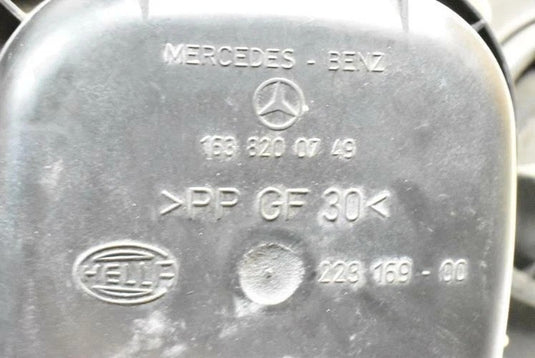 MERCEDES - BENZ
163 820 07 49
>PP GF 30<
HELLA
223 169 - 00